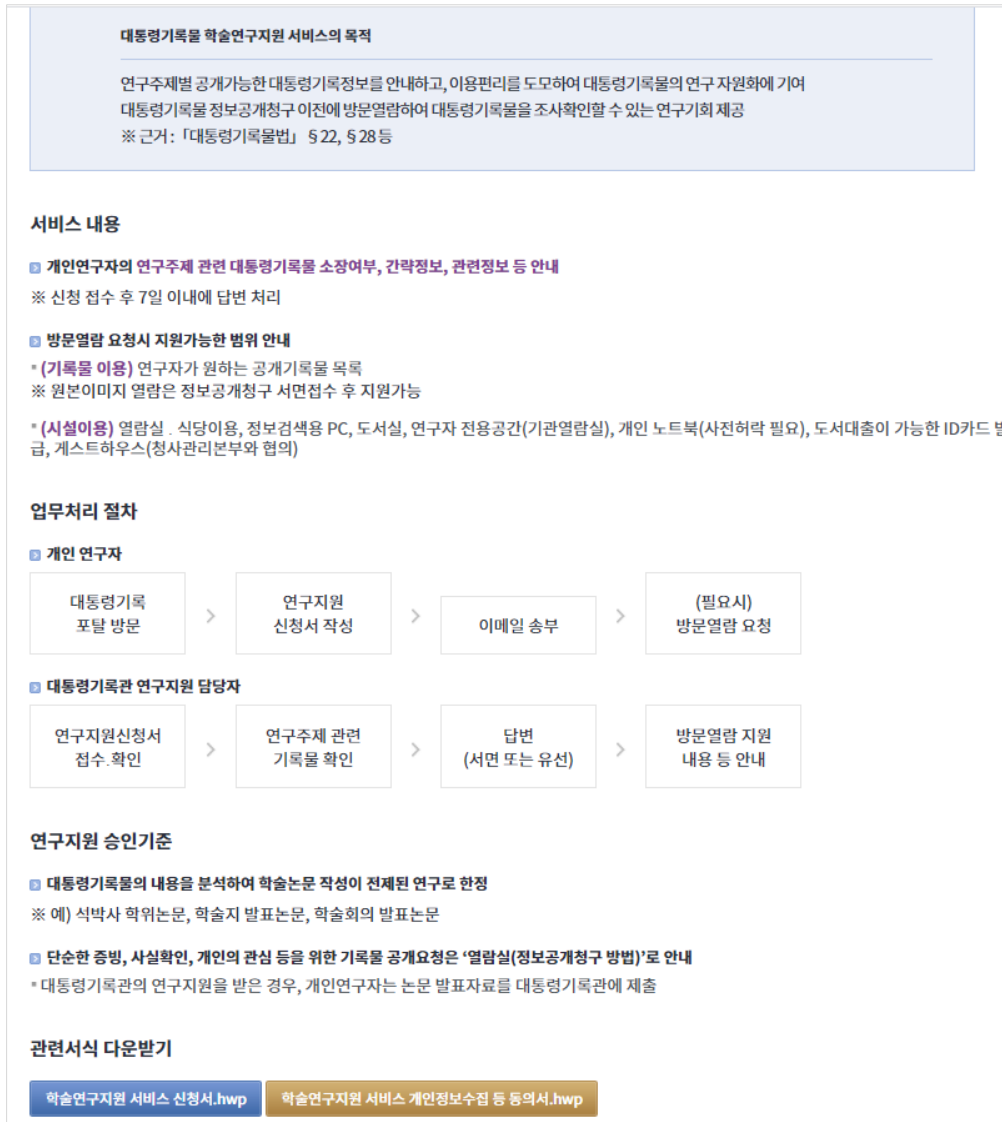 대통령기록물 학술연구지원 서비스의 목적
연구주제별 공개가능한 대통령기록정보를 안내하고, 이용편리를 도모하여 대통령기록물의 연구 자원화에 기여
대통령기록물 정보공개청구 이전에 방문열람하여 대통령기록물을 조사확인할 수 있는 연구기회 제공
※ 근거 : 「대통령기록물법」 § 22, § 28 등
서비스 내용
개인연구자의 연구주제 관련 대통령기록물 소장여부, 간략정보, 관련정보 등 안내
※ 신청 접수 후 7일 이내에 답변 처리
방문열람 요청시 지원가능한 범위 안내
(기록물 이용) 연구자가 원하는 공개기록물 목록
※ 원본이미지 열람은 정보공개청구 서면접수 후 지원가능
(시설이용) 열람실 . 식당이용, 정보검색용 PC, 도서실, 연구자 전용공간(기관열람실), 개인 노트북(사전허락 필요), 도서대출이 가능한 ID카드
급, 게스트하우스(청사관리본부와 협의)
업무처리 절차
개인 연구자
대통령기록
포탈 방문
연구지원
신청서 작성
이메일 송부
(필요시)
방문열람 요청
대통령기록관 연구지원 담당자
연구지원신청서
접수.확인
연구주제 관련
기록물 확인
답변
(서면 또는 유선)
방문열람 지원
내용 등 안내
연구지원 승인기준
대통령기록물의 내용을 분석하여 학술논문 작성이 전제된 연구로 한정
※ 예) 석박사 학위논문, 학술지 발표논문, 학술회의 발표논문
단순한 증빙, 사실확인, 개인의 관심 등을 위한 기록물 공개요청은 ‘열람실(정보공개청구 방법)’로 안내
대통령기록관의 연구지원을 받은 경우, 개인연구자는 논문 발표자료를 대통령기록관에 제출
관련서식 다운받기
학술연구지원 서비스 신청서.hwp
학술연구지원 서비스 개인정보수집 등 동의서.hwp